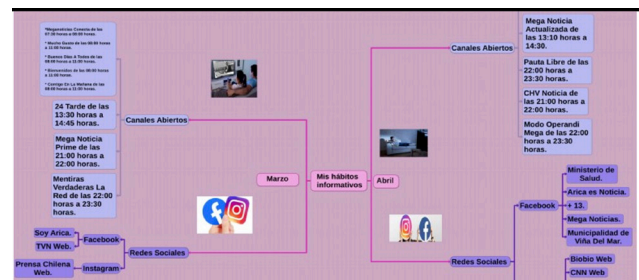 *Meganoticias Conecta de las
07:30 horas a 08:00 horas.
* Mucho Gusto de las 08:00 horas
a 11:00 horas.
* Buenos Días A Todos de las
08:00 horas a 11:00 horas.
* Bienvenidos de las 08:00 horas
a 11:00 horas.
* Contigo En La Mañana de las
08:00 horas a 11:00 horas.
24 Tarde de las
13:30 horas a
14:45 horas.
Mega Noticia
Prime de las
21:00 horas a
22:00 horas.
Mentiras
Verdaderas La
Red de las 22:00
horas a 23:30
horas.
Canales Abiertos
Soy Arica.
TVN Web.
Facebook
Prensa Chilena
Web.
Instagram
Redes Sociales
Marzo
Mis hábitos
informativos
Abril
Canales Abiertos
Mega Noticia
Actualizada de
las 13:10 horas a
14:30.
Pauta Libre de las
22:00 horas a
23:30 horas.
CHV Noticia de
las 21:00 horas a
22:00 horas.
Modo Operandi
Mega de las 22:00
horas a 23:30
horas.
Redes Sociales
Facebook
Ministerio de
Salud.
Arica es Noticia.
+ 13.
Mega Noticias.
Municipalidad de
Viña Del Mar.
Biobio Web
CNN Web